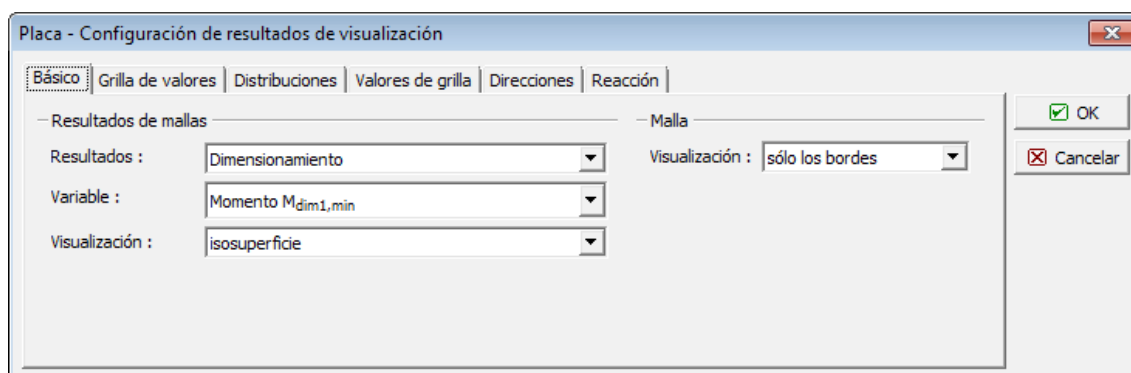 Placa - Configuración de resultados de visualización
Básico Grilla de valores Distribuciones Valores de grilla Direcciones Reacción
Resultados de mallas Malla OK
Resultados : Dimensionamiento Visualización : sólo los bordes Cancelar
Variable : Momento Mdim1,min
Visualización : isosuperficie